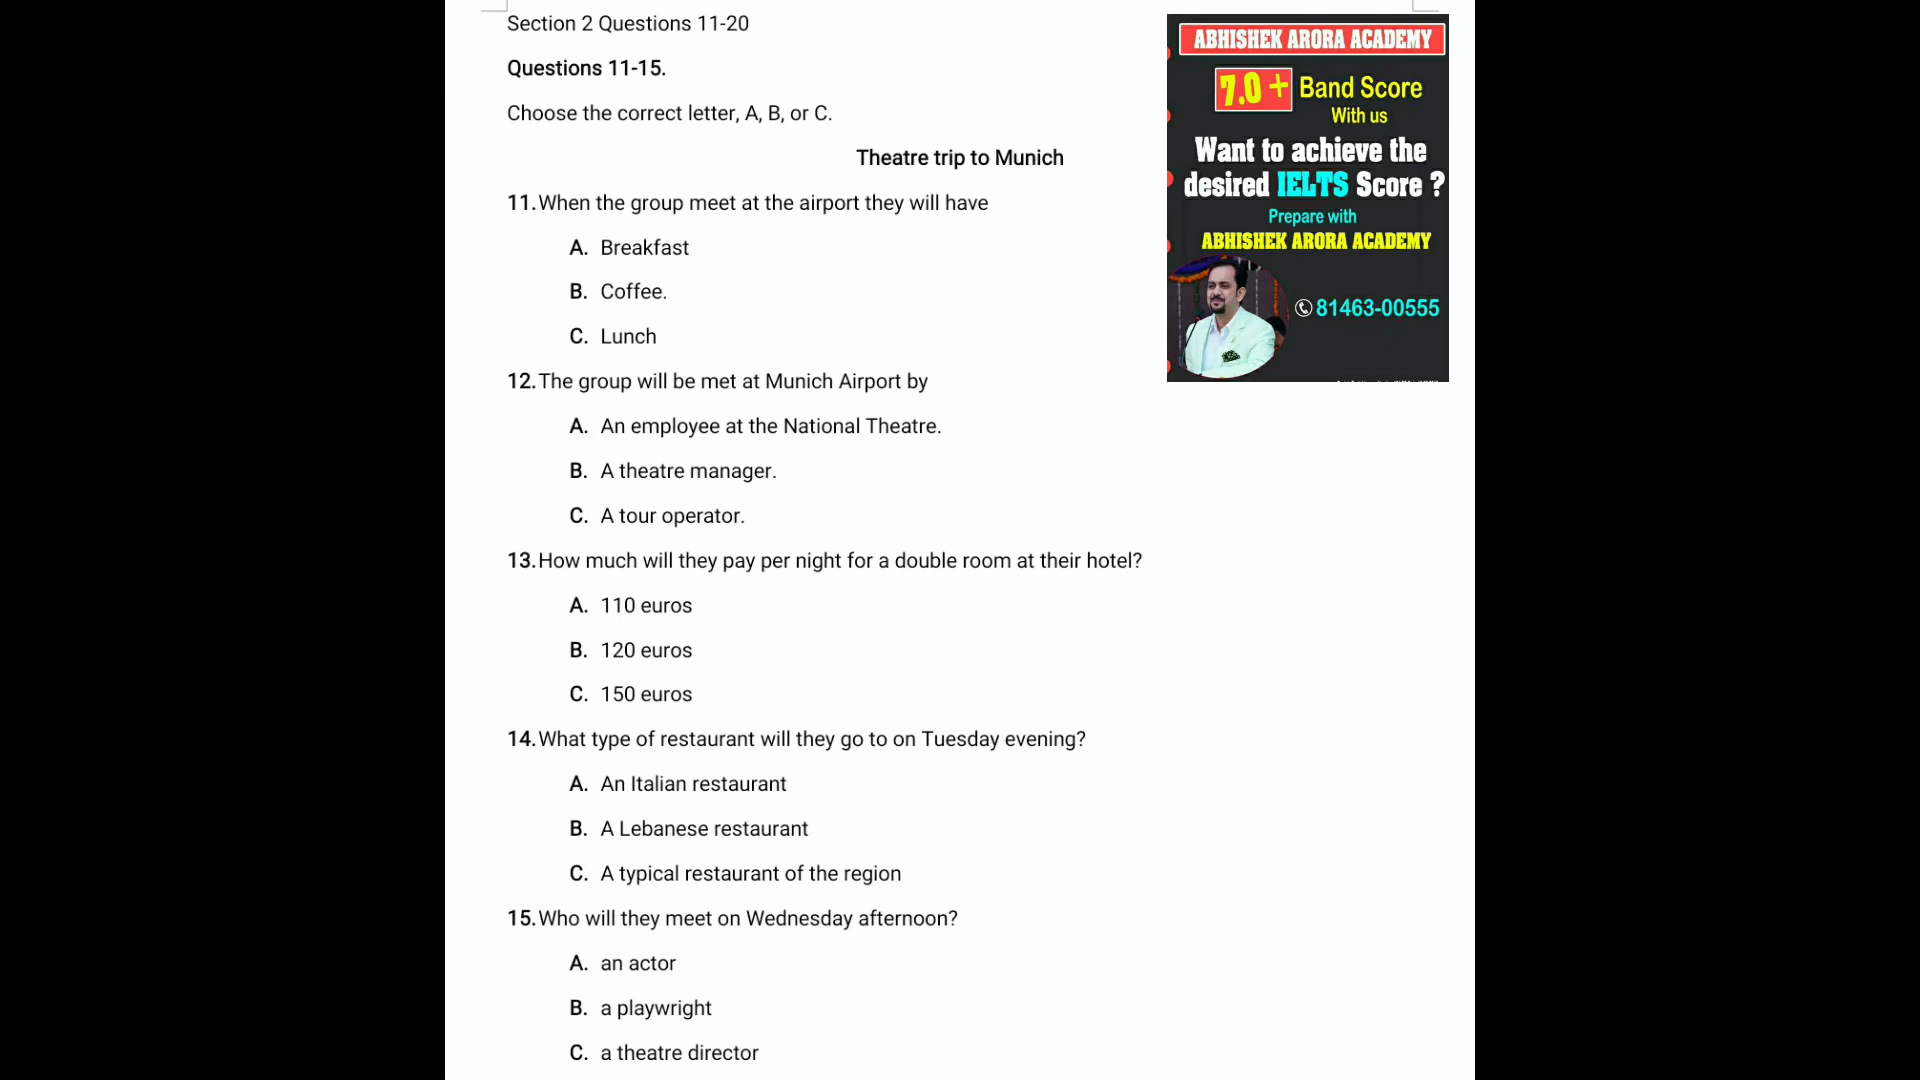 Section 2 Questions 11-20
Questions 11-15.
Choose the correct letter, A, B, or C.
Theatre trip to Munich
11. When the group meet at the airport they will have
A. Breakfast
B. Coffee.
C. Lunch
12. The group will be met at Munich Airport by
A. An employee at the National Theatre.
B. A theatre manager.
C. A tour operator.
13. How much will they pay per night for a double room at their hotel?
A. 110 euros
B. 120 euros
C. 150 euros
14. What type of restaurant will they go to on Tuesday evening?
A. An Italian restaurant
B. A Lebanese restaurant
C. A typical restaurant of the region
15. Who will they meet on Wednesday afternoon?
A. an actor
B. a playwright
C. a theatre director
ABHISHEK ARORA ACADEMY
7.0 + Band Score
With us
Want to achieve the
desired IELTS Score ?
Prepare with
ABHISHEK ARORA ACADEMY
81463-00555